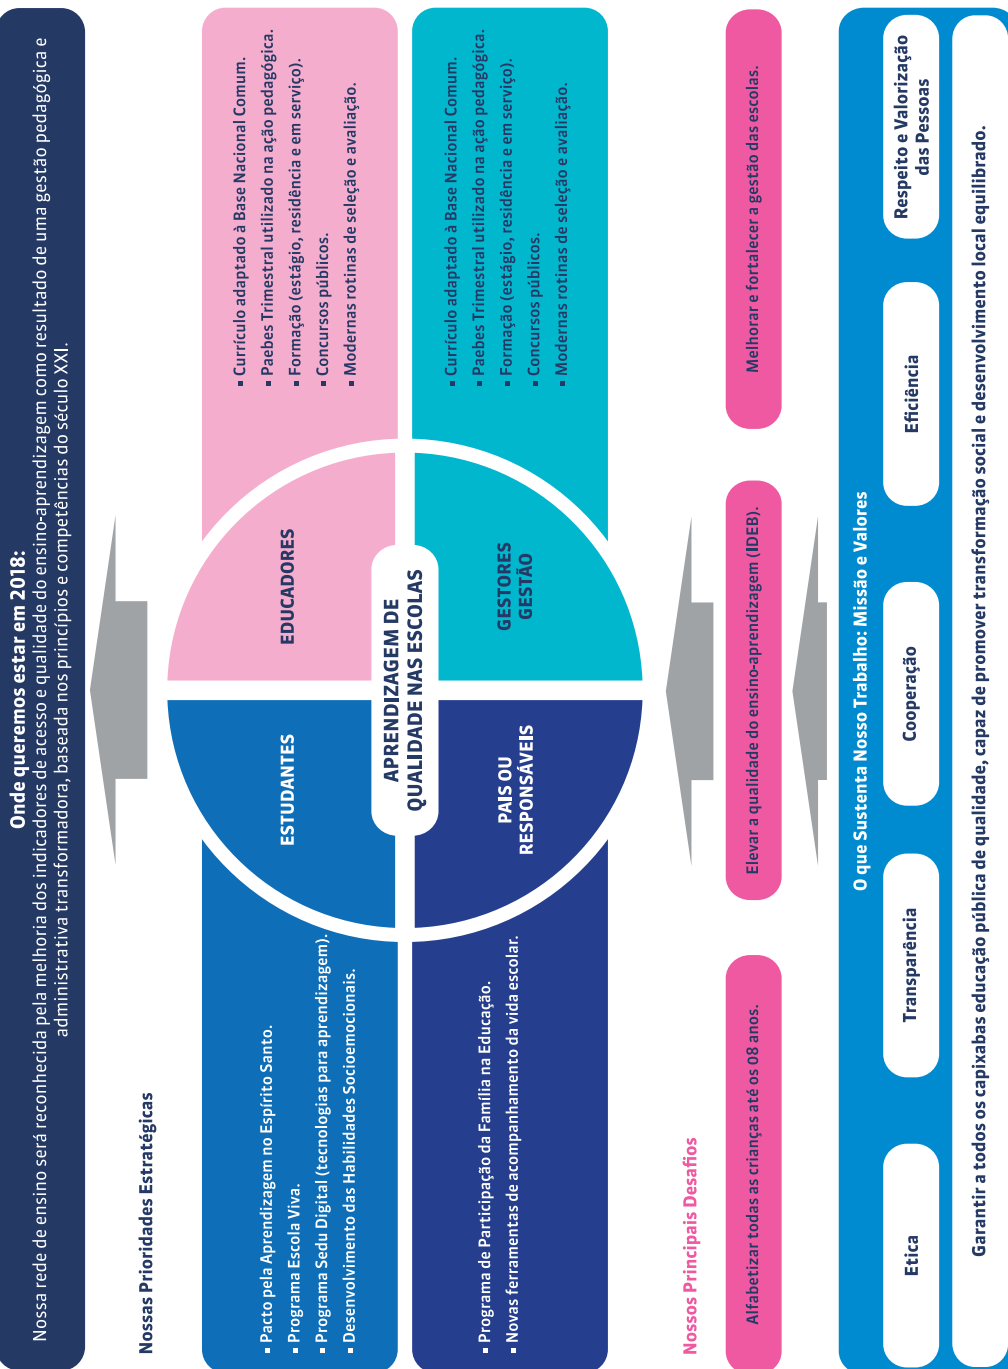 Onde queremos estar em 2018:
Nossa rede de ensino será reconhecida pela melhoria dos indicadores de acesso e qualidade do ensino-aprendizagem como resultado de uma gestão pedagógica e
administrativa transformadora, baseada nos princípios e competências do século XXI.
Nossas Prioridades Estratégicas
▪ Pacto pela Aprendizagem no Espírito Santo.
▪ Programa Escola Viva.
▪ Programa Sedu Digital (tecnologias para aprendizagem).
▪ Desenvolvimento das Habilidades Socioemocionais.
ESTUDANTES
EDUCADORES
▪ Currículo adaptado à Base Nacional Comum.
▪ Paebes Trimestral utilizado na ação pedagógica.
▪ Formação (estágio, residência e em serviço).
▪ Concursos públicos.
▪ Modernas rotinas de seleção e avaliação.
APRENDIZAGEM DE
QUALIDADE NAS ESCOLAS
▪ Programa de Participação da Família na Educação.
▪ Novas ferramentas de acompanhamento da vida escolar.
PAIS OU
RESPONSÁVEIS
GESTORES
GESTÃO
▪ Currículo adaptado à Base Nacional Comum.
▪ Paebes Trimestral utilizado na ação pedagógica.
▪ Formação (estágio, residência e em serviço).
▪ Concursos públicos.
▪ Modernas rotinas de seleção e avaliação.
Nossos Principais Desafios
Alfabetizar todas as crianças até os 08 anos.
Elevar a qualidade do ensino-aprendizagem (IDEB).
Melhorar e fortalecer a gestão das escolas.
O que Sustenta Nosso Trabalho: Missão e Valores
Etica
Transparência
Cooperação
Eficiência
Respeito e Valorização
das Pessoas
Garantir a todos os capixabas educação pública de qualidade, capaz de promover transformação social e desenvolvimento local equilibrado.